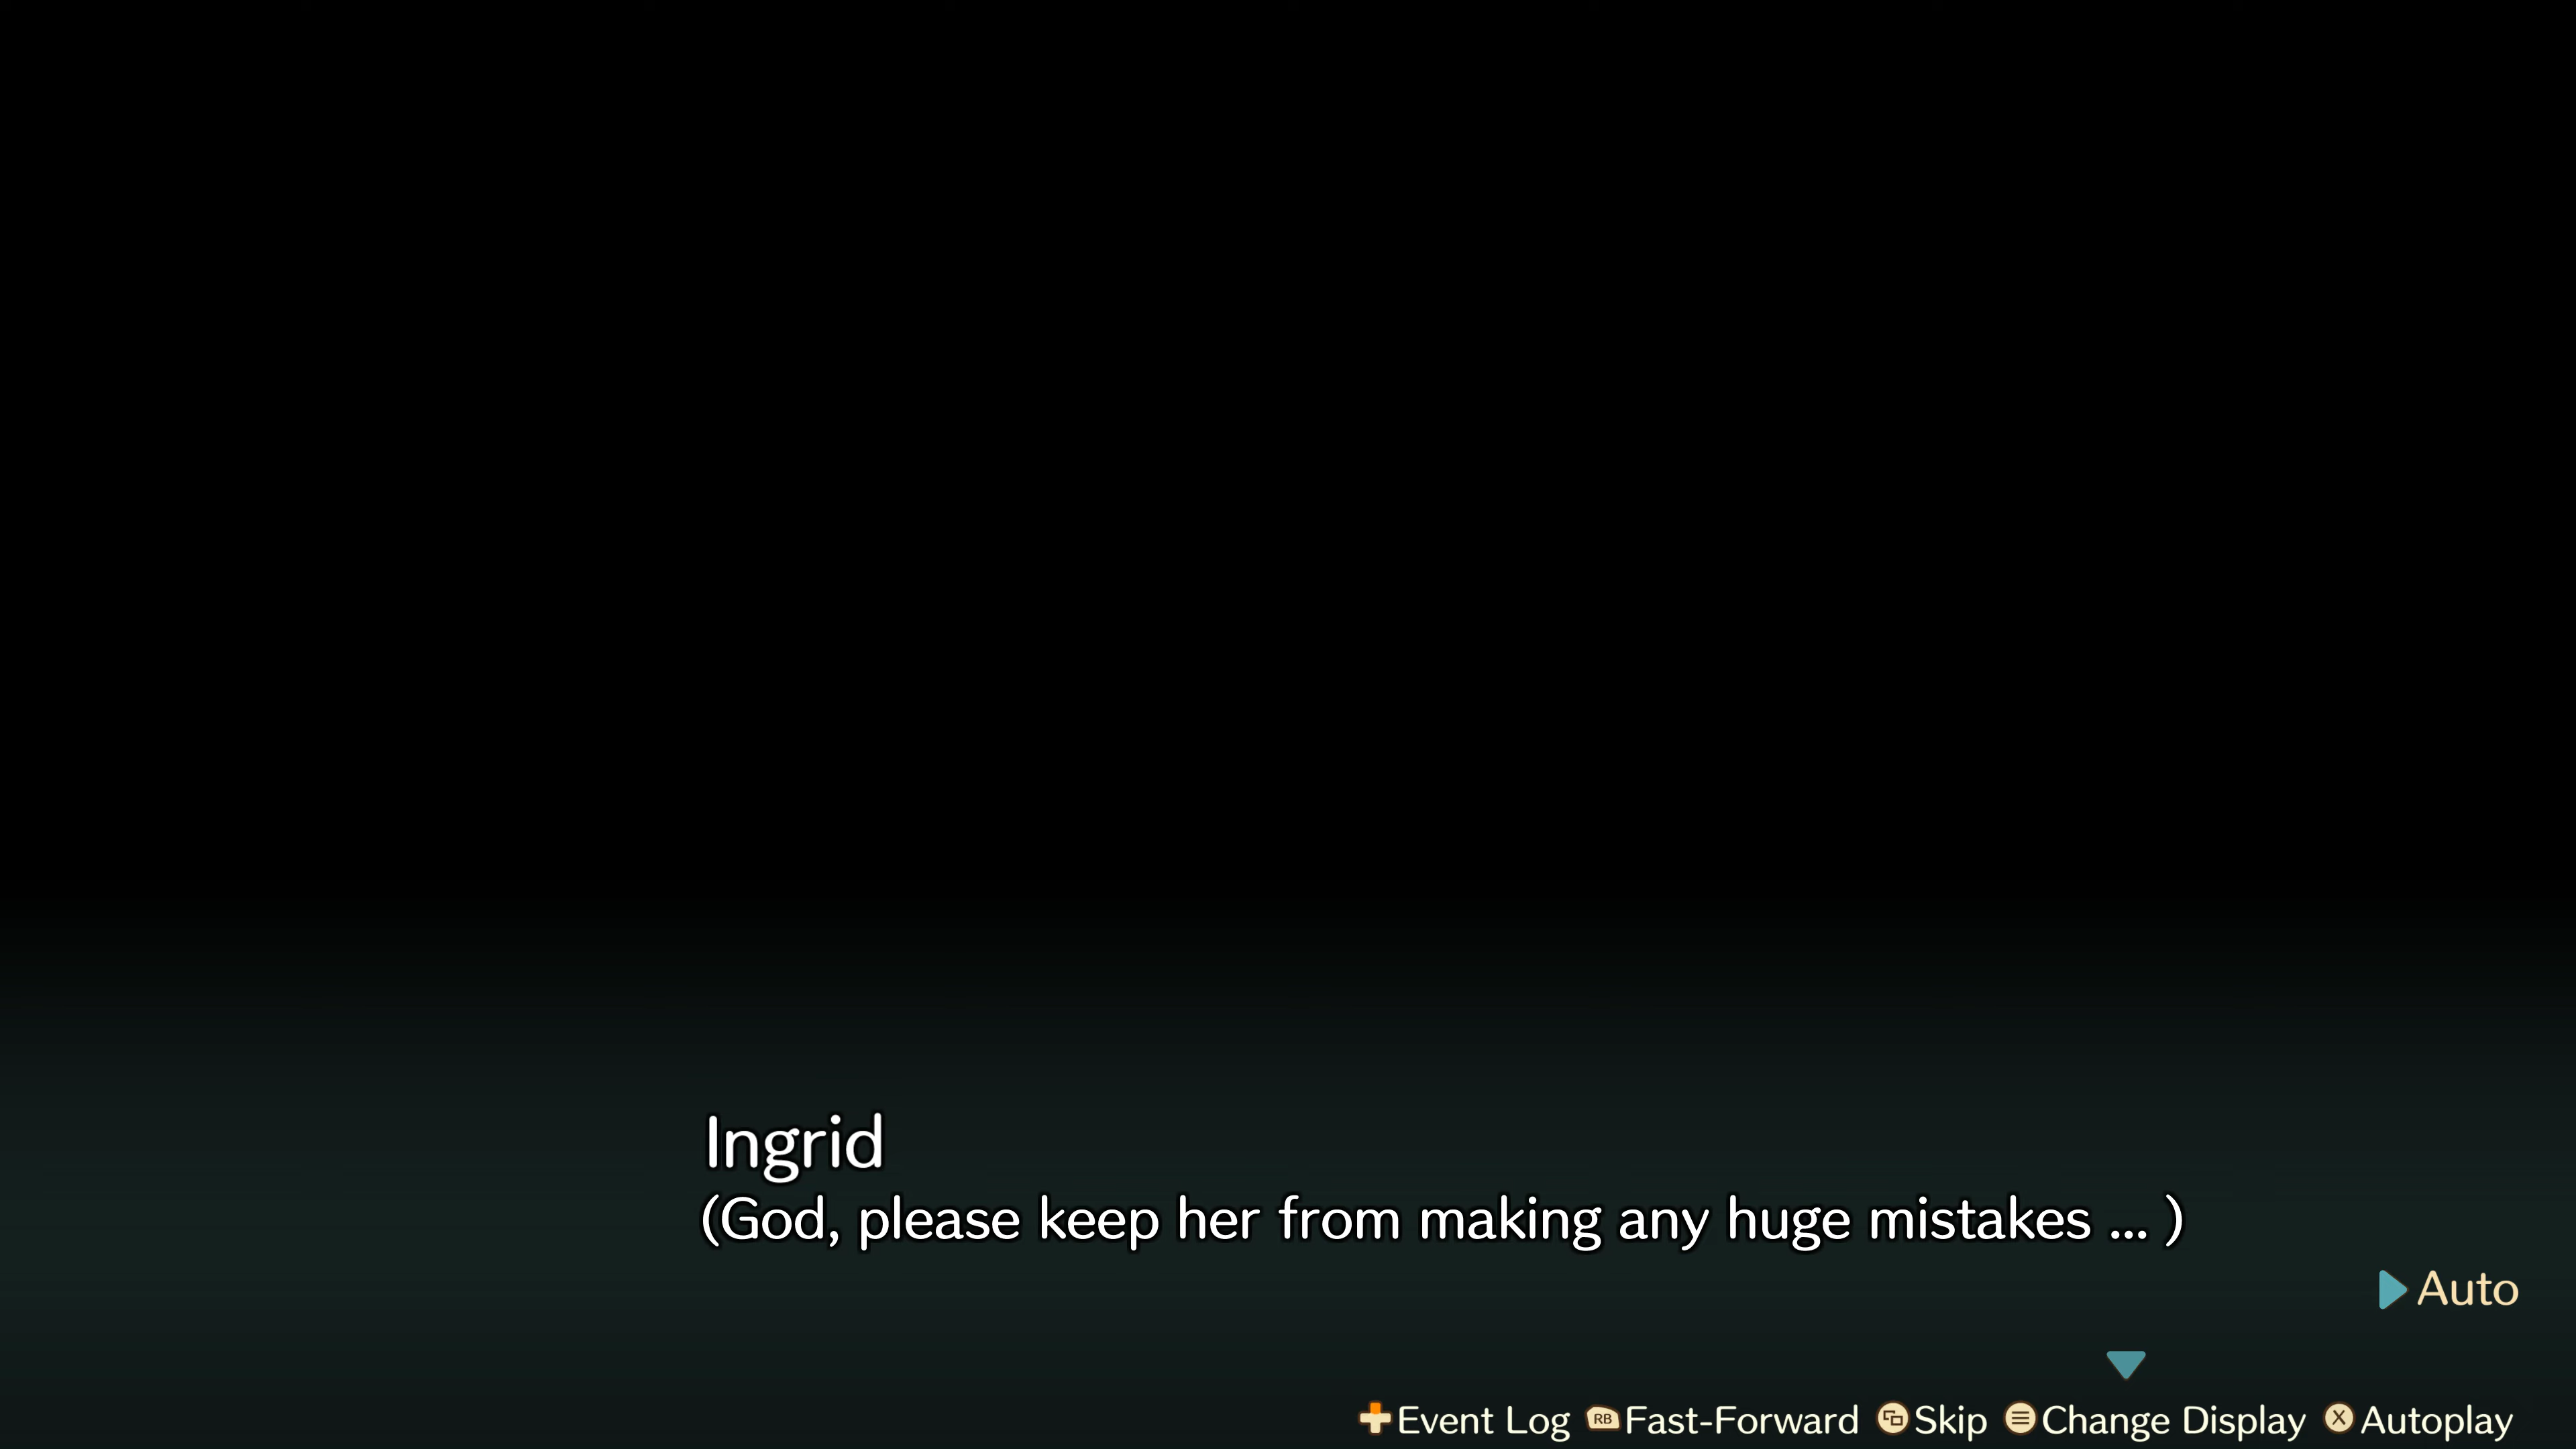 Ingrid
(God, please keep her from making any huge mistakes ... )
Auto
Event Log RB Fast-Forward Skip Change Display X Autoplay